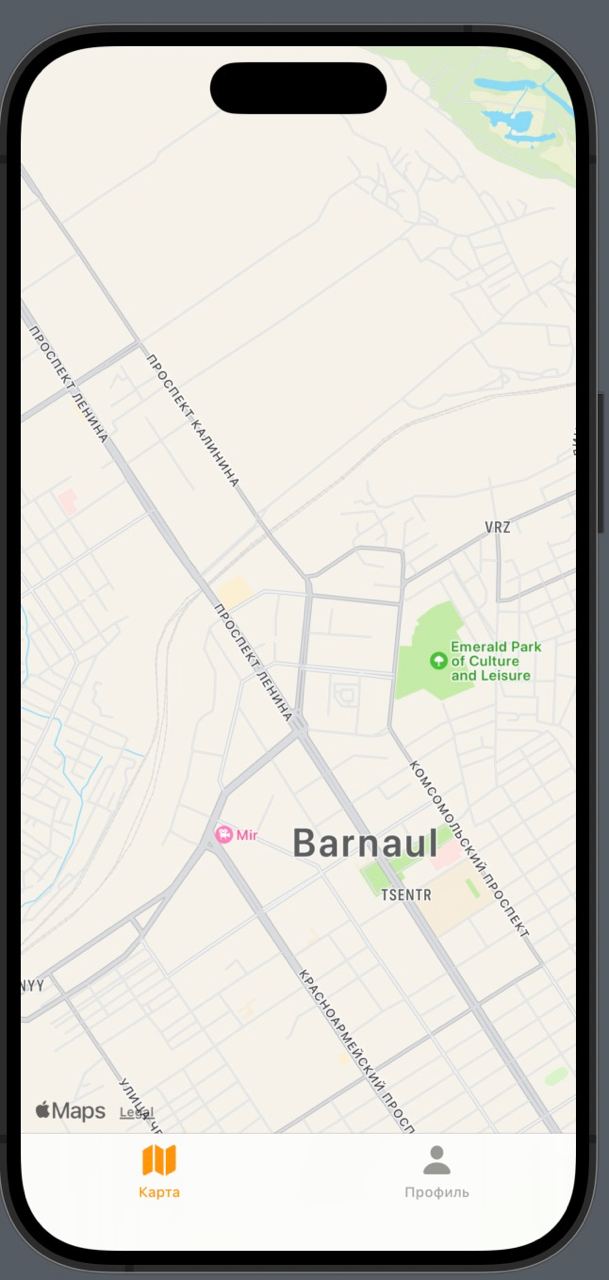 ПРОСПЕКТ ЛЕНИНА
ПРОСПЕКТ КАЛИНИНА
VRZ
ПРОСПЕКТ ЛЕНИНА
Emerald Park
of Culture
and Leisure
КОМСОМОЛЬСКИЙ ПРОСПЕКТ
Mir
Barnaul
TSENTR
NYY
КРАСНОАРМЕЙСКИЙ ПРОСП
УЛИЦА
Maps
Legal
Карта
Профиль